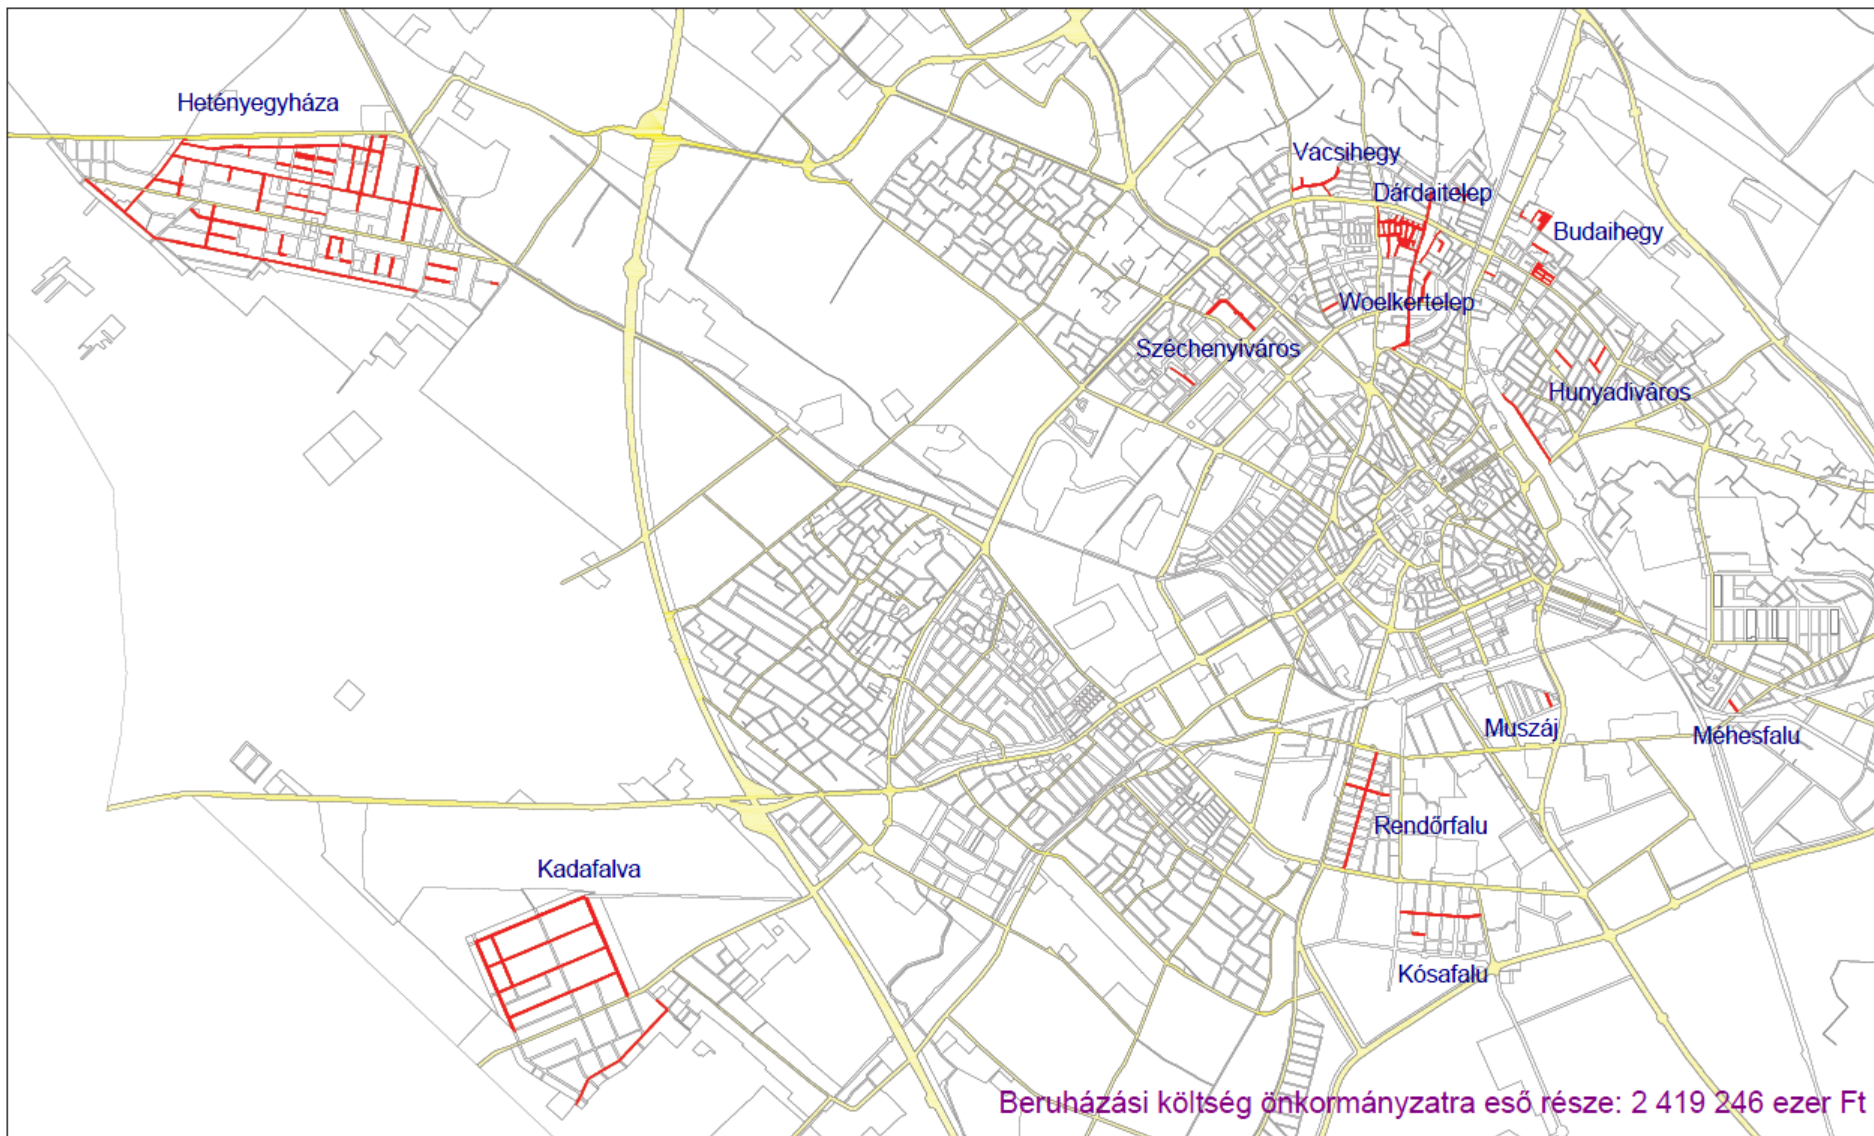 Hetényegyháza
Vacsihegy
Dárdaitelep
Budaihegy
Woelkertelep
Széchenyiváros
Hunyadiváros
Muszáj
Méhesfalu
Rendőrfalu
Kadafalva
Kósafalu
Beruházási költség önkormányzatra eső része: 2 419 246 ezer Ft